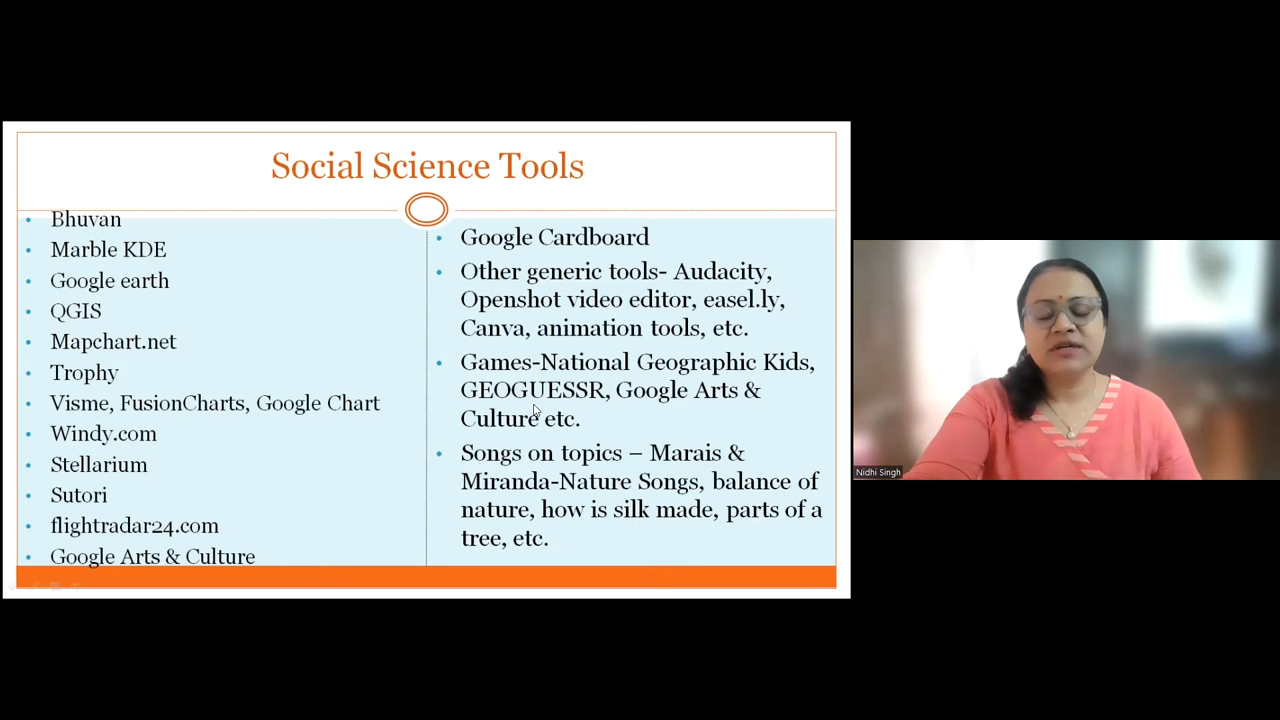 Social Science Tools
Bhuvan
Marble KDE
Google earth
QGIS
Mapchart.net
Trophy
Visme, FusionCharts, Google Chart
Windy.com
Stellarium
Sutori
flightradar24.com
Google Arts & Culture
Google Cardboard
Other generic tools- Audacity,
Openshot video editor, easel.ly,
Canva, animation tools, etc.
Games-National Geographic Kids,
GEOGUESSR, Google Arts &
Culture etc.
Songs on topics – Marais &
Miranda-Nature Songs, balance of
nature, how is silk made, parts of a
tree, etc.
Nidhi Singh